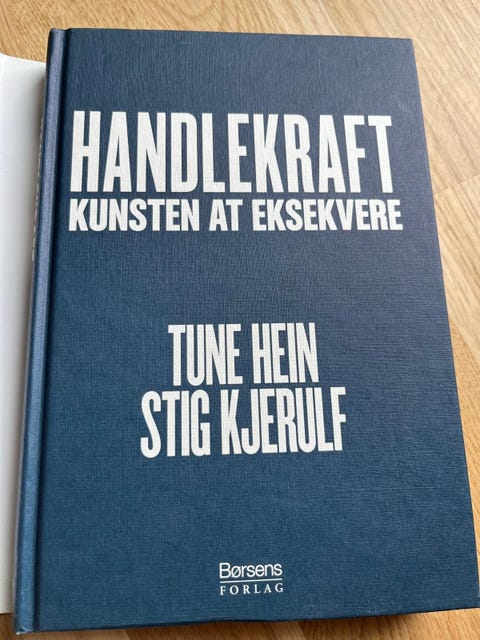 HANDLEKRAFT
KUNSTEN AT EKSEKVERE
TUNE HEIN
STIG KJERULF
Børsens
FORLAG